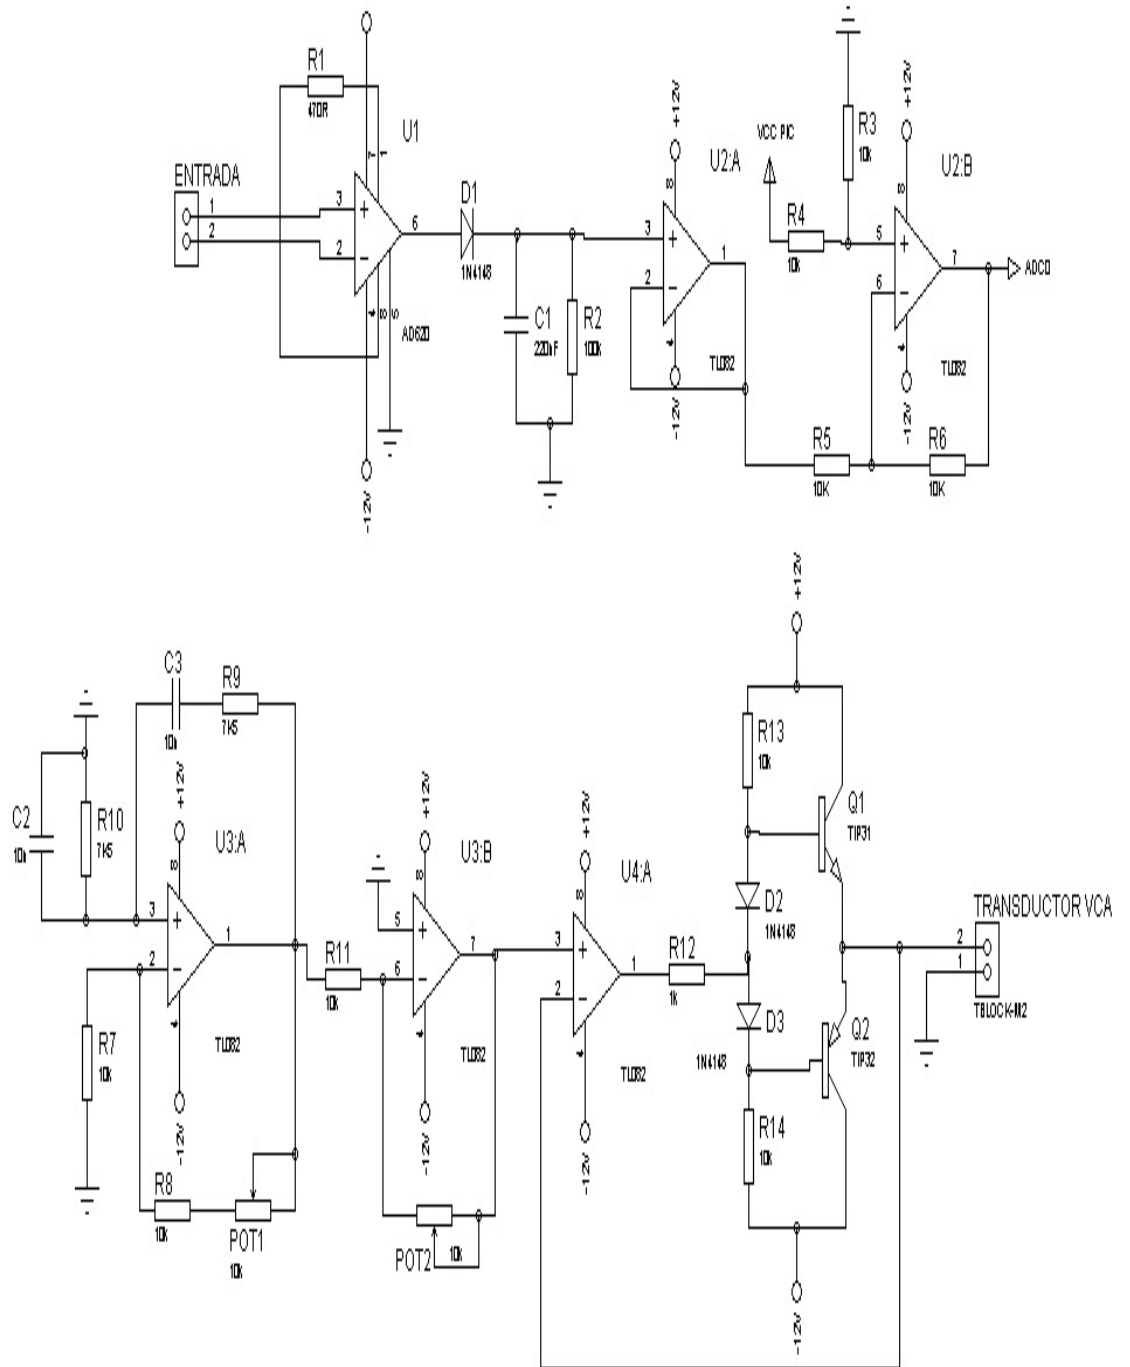 R1
470R
U1
7
1
ENTRADA
1
2
3
+
2
-
6
4
8
5
AD620
-12v
D1
1N4148
C1
R2
100k
+12v
8
U2:A
3
+
2
-
1
4
TL082
-12v
VCC PIC
R4
10k
R3
10k
+12v
8
U2:B
5
+
6
-
7
ADC0
4
TL082
-12v
R5
10K
R6
10K
C3
10n
R9
7K5
C2
10n
R10
7K5
+12v
8
U3:A
3
+
2
-
1
4
TL082
-12v
R7
10k
R8
10k
POT1
10k
R11
10k
+12v
8
U3:B
5
+
6
-
7
4
TL082
-12v
POT2
10k
+12v
8
U4:A
3
+
2
-
1
4
TL082
-12v
R12
1k
+12v
R13
10k
Q1
TIP31
D2
1N4148
D3
1N4148
Q2
TIP32
R14
10k
-12v
TRANSDUCTOR VCA
2
1
TBLOCK-M2